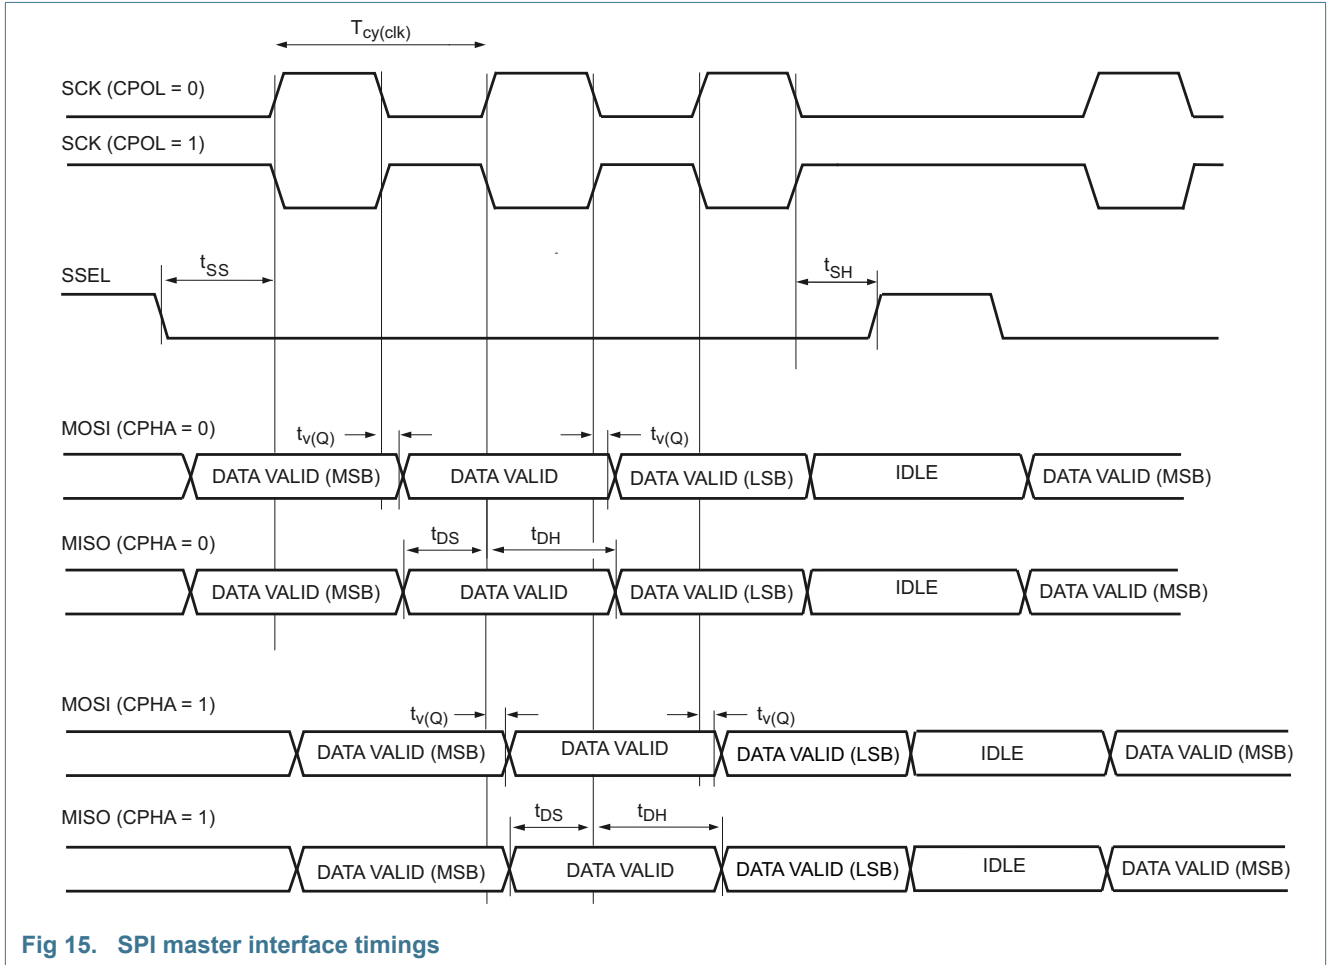 Tcy(clk)
SCK (CPOL = 0)
SCK (CPOL = 1)
SSEL
tSS
tSH
MOSI (CPHA = 0)
tv(Q)
tv(Q)
DATA VALID (MSB)
DATA VALID
DATA VALID (LSB)
IDLE
DATA VALID (MSB)
MISO (CPHA = 0)
tDS
tDH
DATA VALID (MSB)
DATA VALID
DATA VALID (LSB)
IDLE
DATA VALID (MSB)
MOSI (CPHA = 1)
tv(Q)
tv(Q)
DATA VALID (MSB)
DATA VALID
DATA VALID (LSB)
IDLE
DATA VALID (MSB)
MISO (CPHA = 1)
tDS
tDH
DATA VALID (MSB)
DATA VALID
DATA VALID (LSB)
IDLE
DATA VALID (MSB)
Fig 15. SPI master interface timings